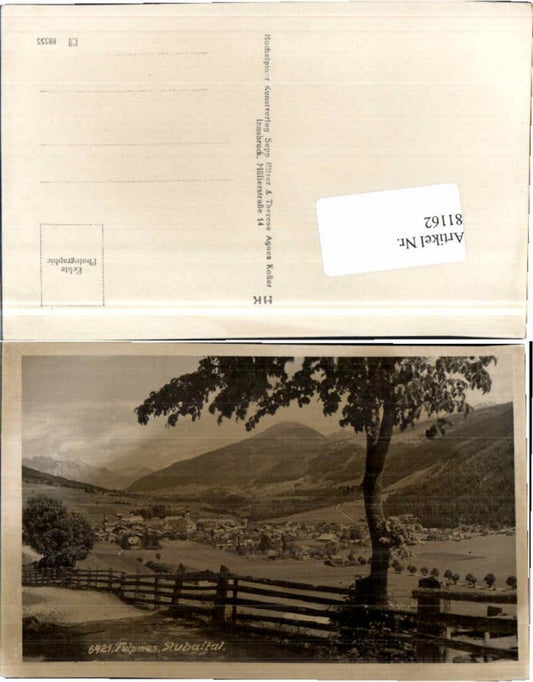 88355
Hochalpiner Kunstverlag Sepp Ritzer & Therese Agnes Kofler
Innsbruck, Müllerstraße 14
Echte
Photographie
HK
Artikel Nr.
81162
6421. Fulpmes, Stubaital.